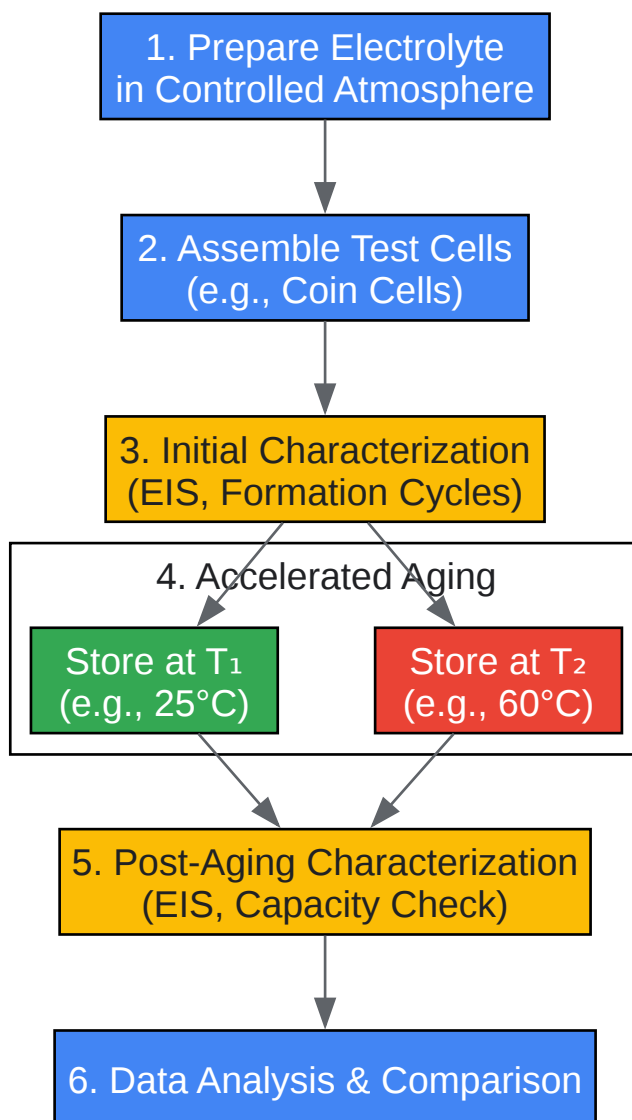 1. Prepare Electrolyte
in Controlled Atmosphere
2. Assemble Test Cells
(e.g., Coin Cells)
3. Initial Characterization
(EIS, Formation Cycles)
4. Accelerated Aging
Store at T₁
(e.g., 25°C)
Store at T₂
(e.g., 60°C)
5. Post-Aging Characterization
(EIS, Capacity Check)
6. Data Analysis & Comparison